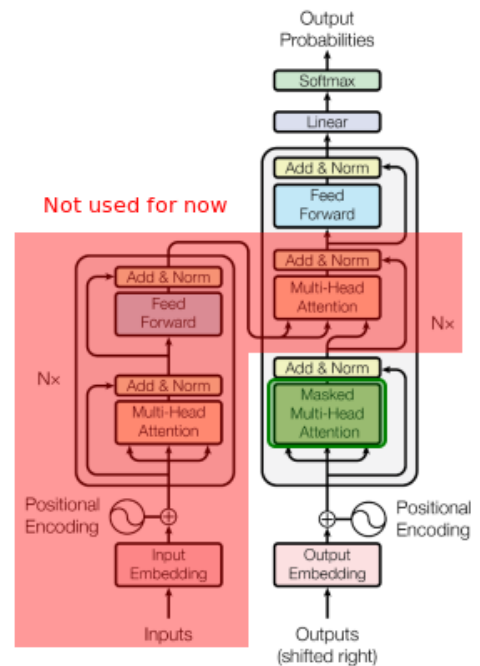 Output
Probabilities
Softmax
Linear
Add & Norm
Feed
Forward
Not used for now
Add & Norm
Multi-Head
Attention
Nx
Add & Norm
Masked
Multi-Head
Attention
Add & Norm
Feed
Forward
Nx
Add & Norm
Multi-Head
Attention
Positional
Encoding
Positional
Encoding
Input
Embedding
Output
Embedding
Inputs
Outputs
(shifted right)